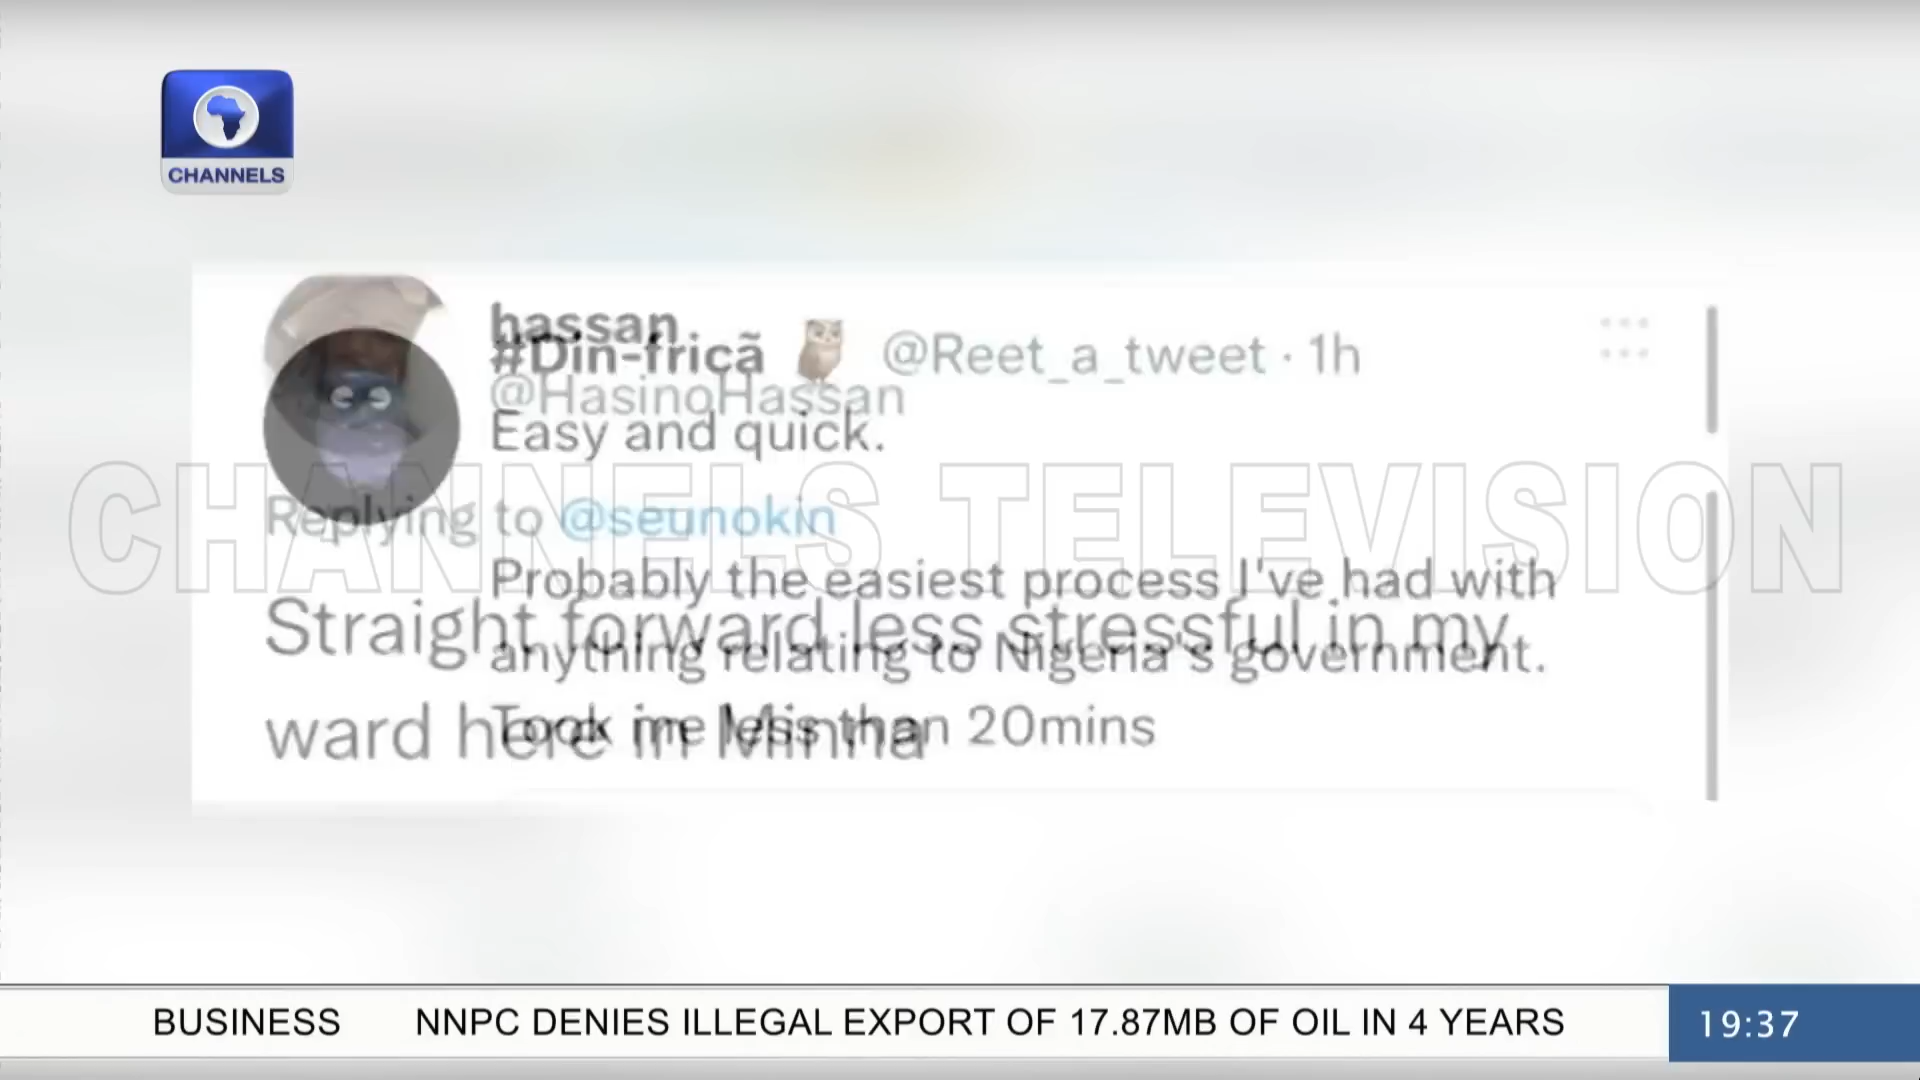 CHANNELS
hassan
@HasinoHassan
Replying to @seunokin
Straight forward less stressful in my
ward here in Minna
#Din-fricã 🦉 @Reet_a_tweet · 1h
Easy and quick.
Probably the easiest process I've had with
anything relating to Nigeria's government.
Took me less than 20mins
CHANNELS TELEVISION
BUSINESS NNPC DENIES ILLEGAL EXPORT OF 17.87MB OF OIL IN 4 YEARS 19:37